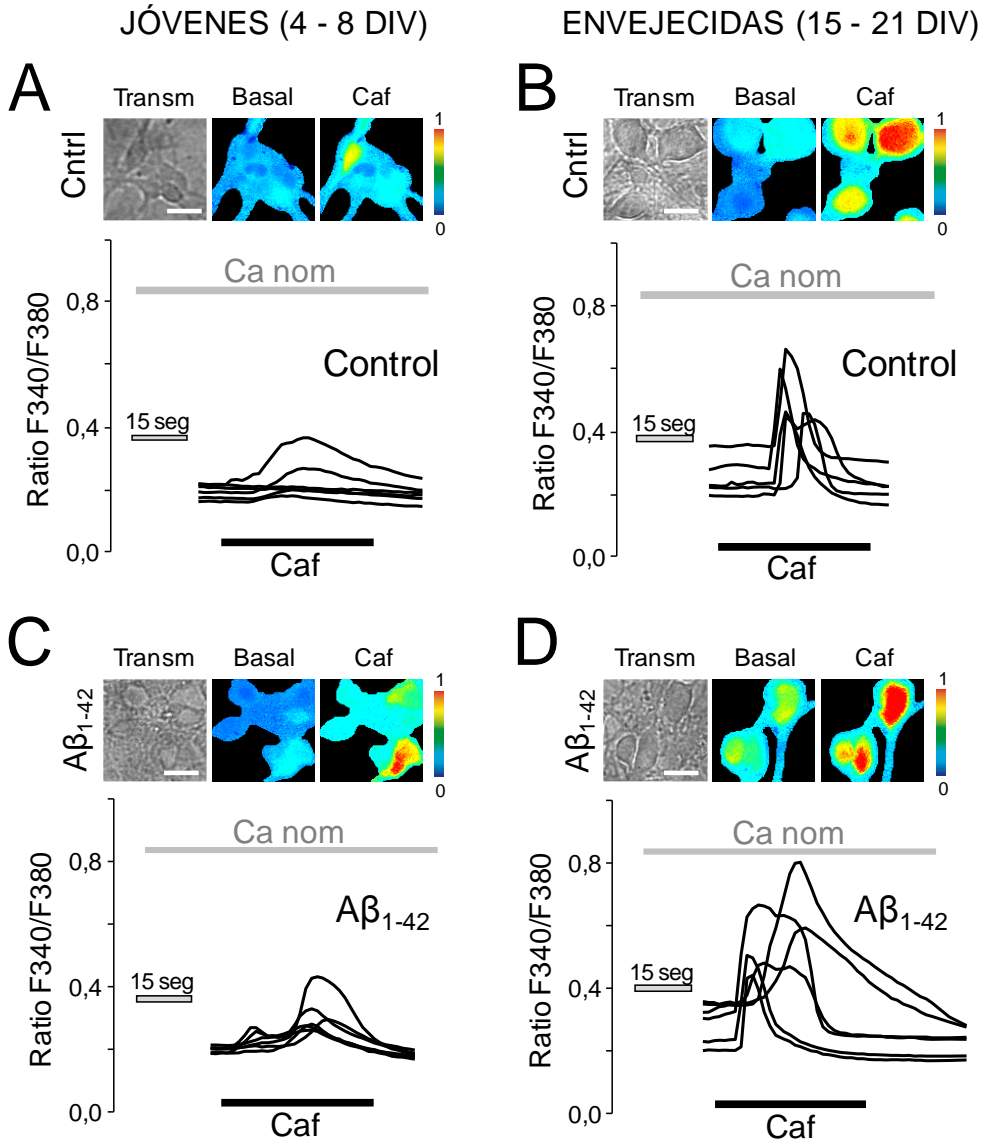 JÓVENES (4 - 8 DIV)
ENVEJECIDAS (15 - 21 DIV)
A
Transm Basal Caf
Cntrl
1
0
Ca nom
Control
15 seg
Ratio F340/F380
0,8
0,4
0,0
Caf
B
Transm Basal Caf
Cntrl
1
0
Ca nom
Control
15 seg
Ratio F340/F380
0,8
0,4
0,0
Caf
C
Transm Basal Caf
Aβ1-42
1
0
Ca nom
Aβ1-42
15 seg
Ratio F340/F380
0,8
0,4
0,0
Caf
D
Transm Basal Caf
Aβ1-42
1
0
Ca nom
Aβ1-42
15 seg
Ratio F340/F380
0,8
0,4
0,0
Caf